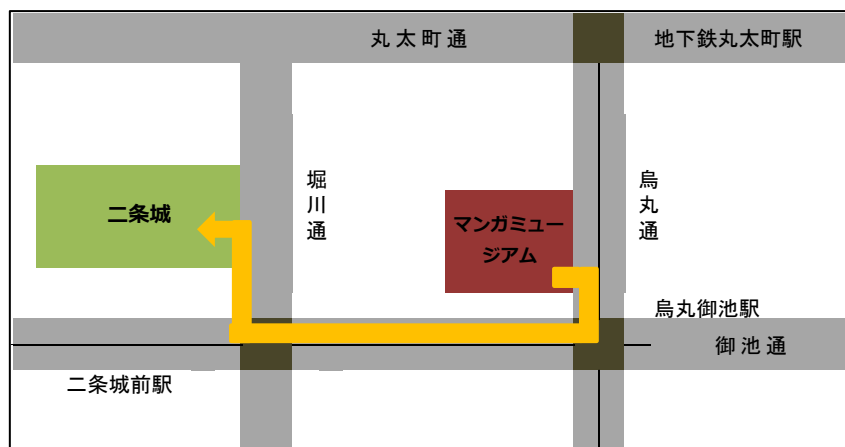 丸太町通
地下鉄丸太町駅
二条城
堀川通
マンガミュー
ジアム
烏丸通
烏丸御池駅
御池通
二条城前駅